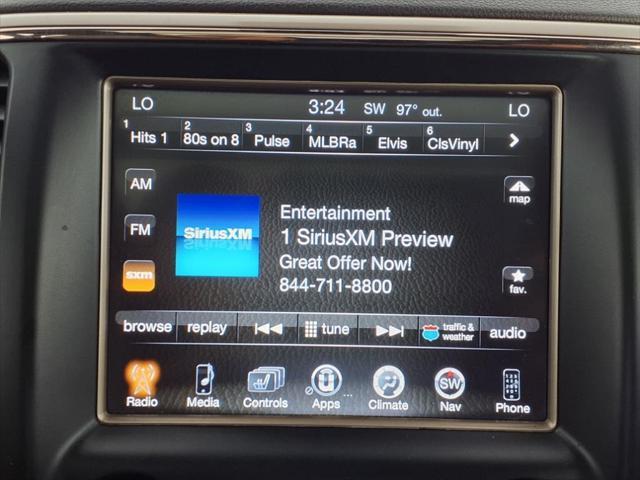 LO 3:24 SW 97° out. LO
1 Hits 1 2 80s on 8 3 Pulse 4 MLBRa 5 Elvis 6 ClsVinyl
AM
map
SiriusXM
Entertainment
FM
1 SiriusXM Preview
Great Offer Now!
sxm
fav.
844-711-8800
browse replay tune traffic & weather audio
Radio Media Controls Apps ... Climate SW Nav Phone